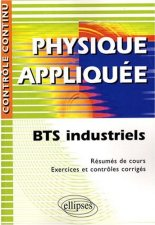 CONTRÔLE CONTINU
PHYSIQUE
APPLIQUÉE
BTS industriels
Résumés de cours
Exercices et contrôles corrigés
ellipses